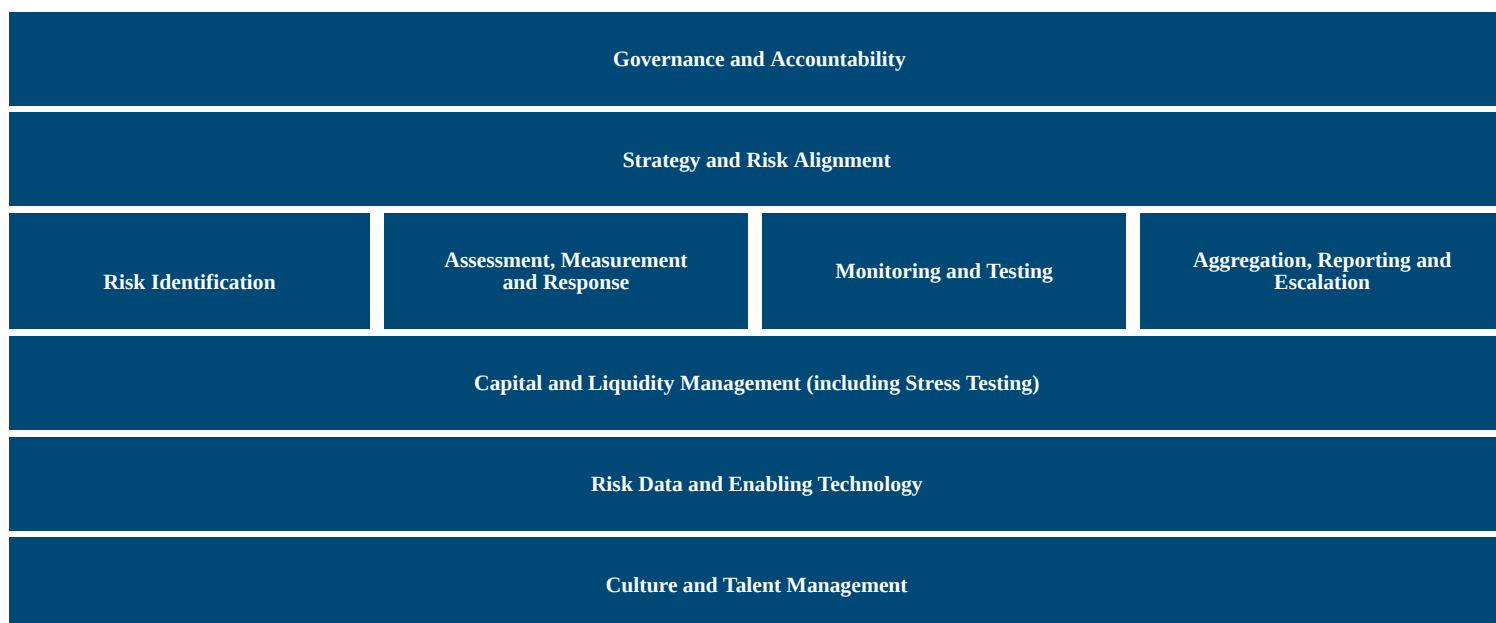 Governance and Accountability
Strategy and Risk Alignment
Risk Identification
Assessment, Measurement
and Response
Monitoring and Testing
Aggregation, Reporting and
Escalation
Capital and Liquidity Management (including Stress Testing)
Risk Data and Enabling Technology
Culture and Talent Management